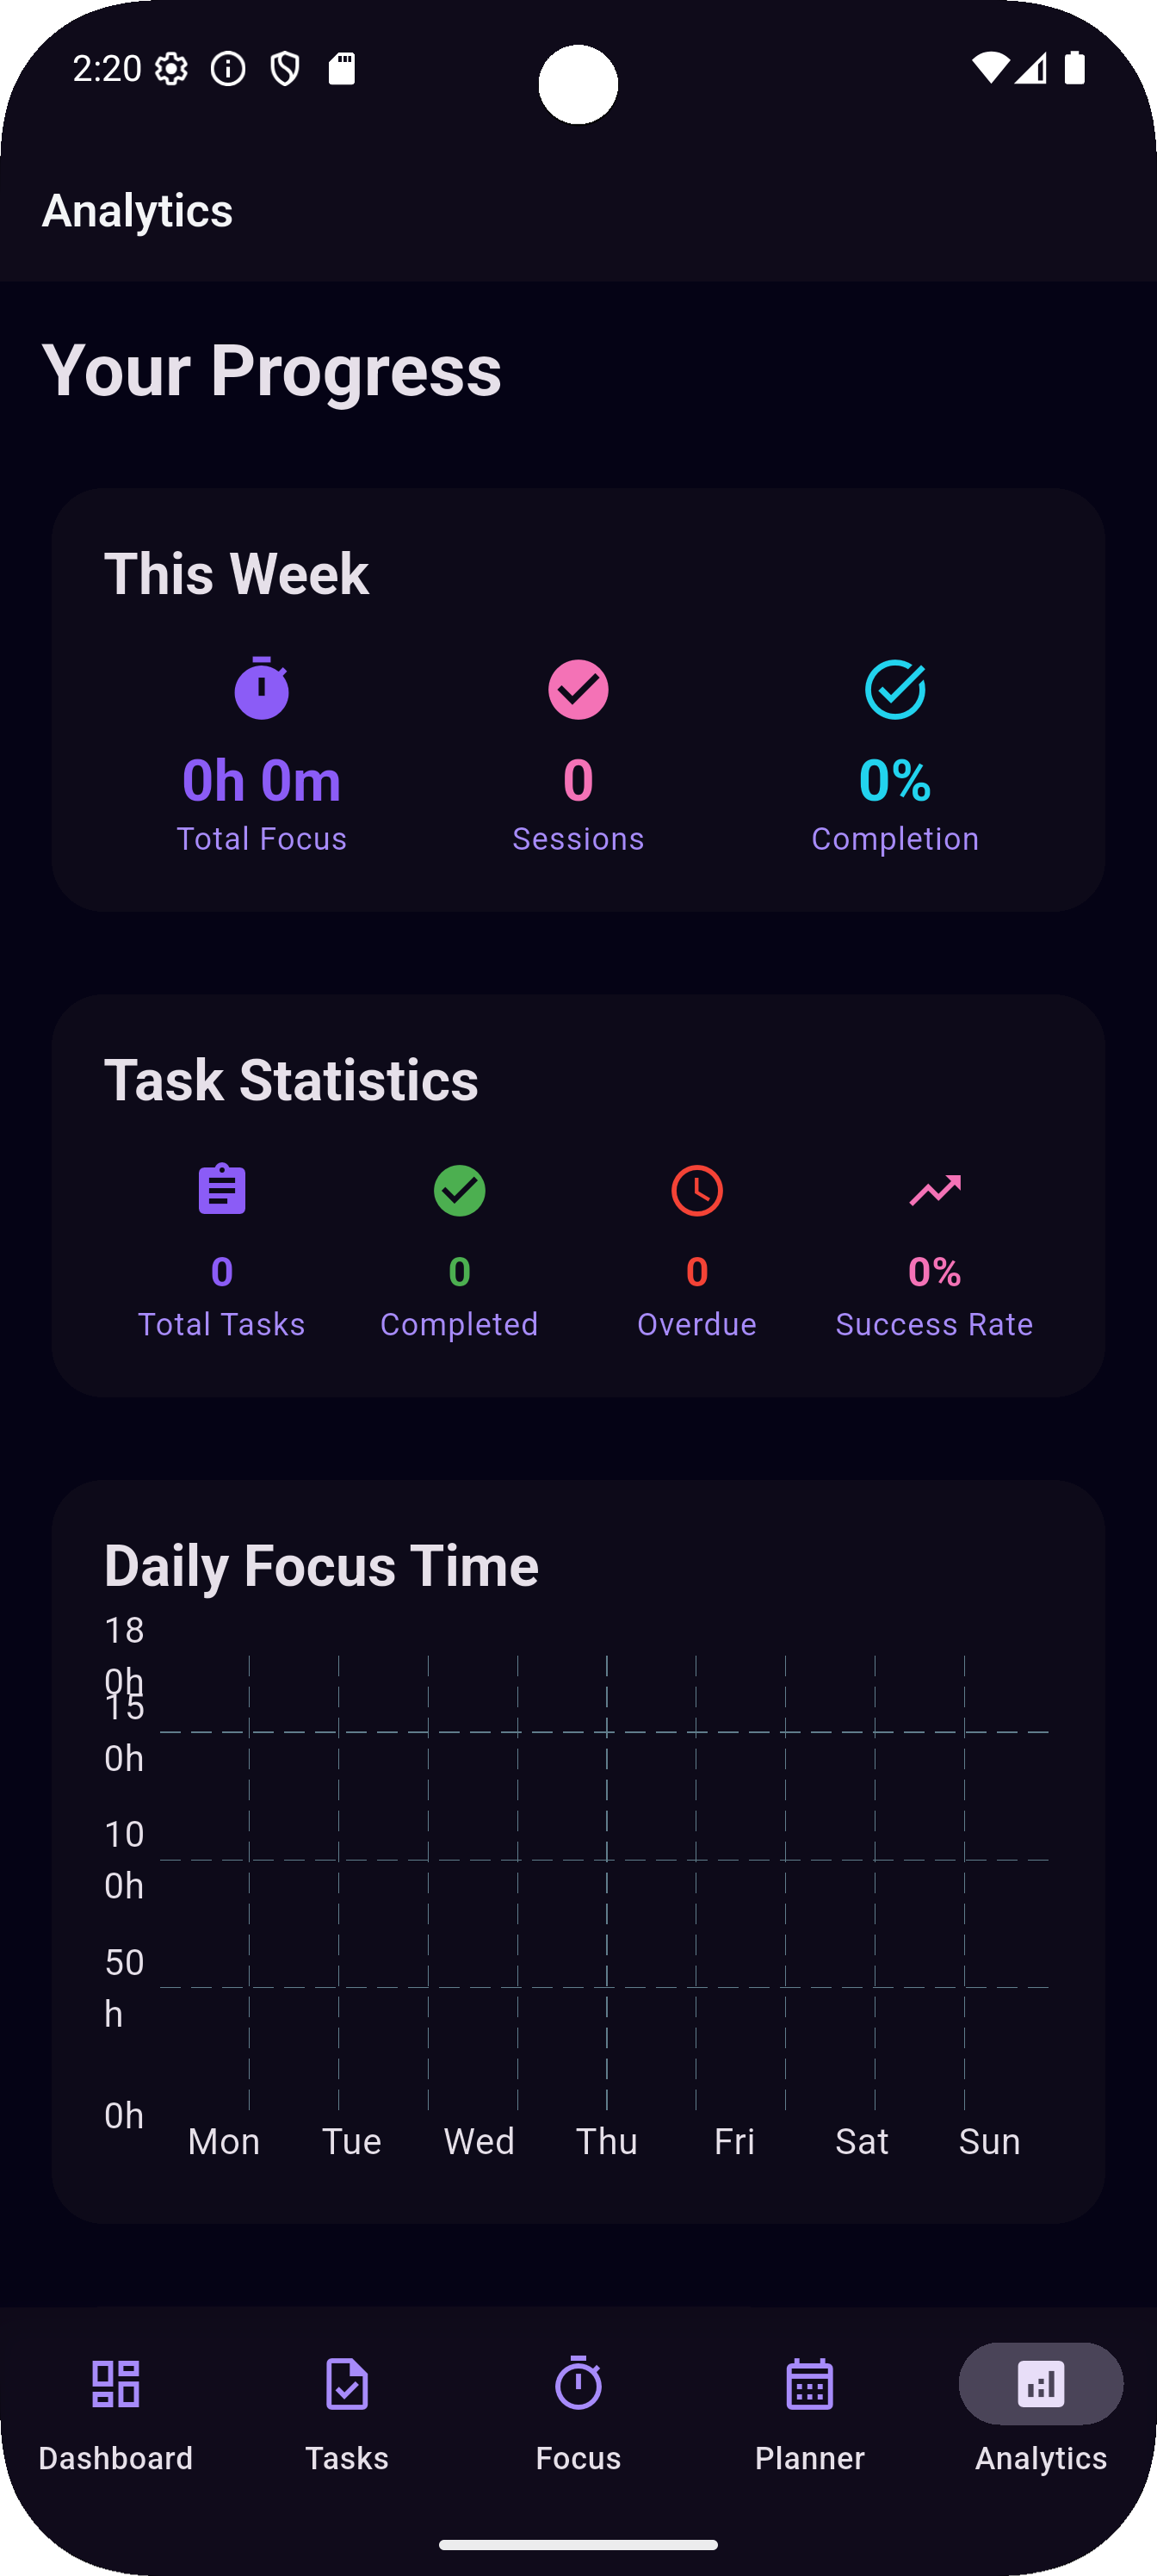 2:20
Analytics
Your Progress
This Week
0h 0m
0
0%
Total Focus
Sessions
Completion
Task Statistics
0
0
0
0%
Total Tasks
Completed
Overdue
Success Rate
Daily Focus Time
18
0h
15
0h
10
0h
50
h
0h
Mon Tue Wed Thu Fri Sat Sun
Dashboard
Tasks
Focus
Planner
Analytics